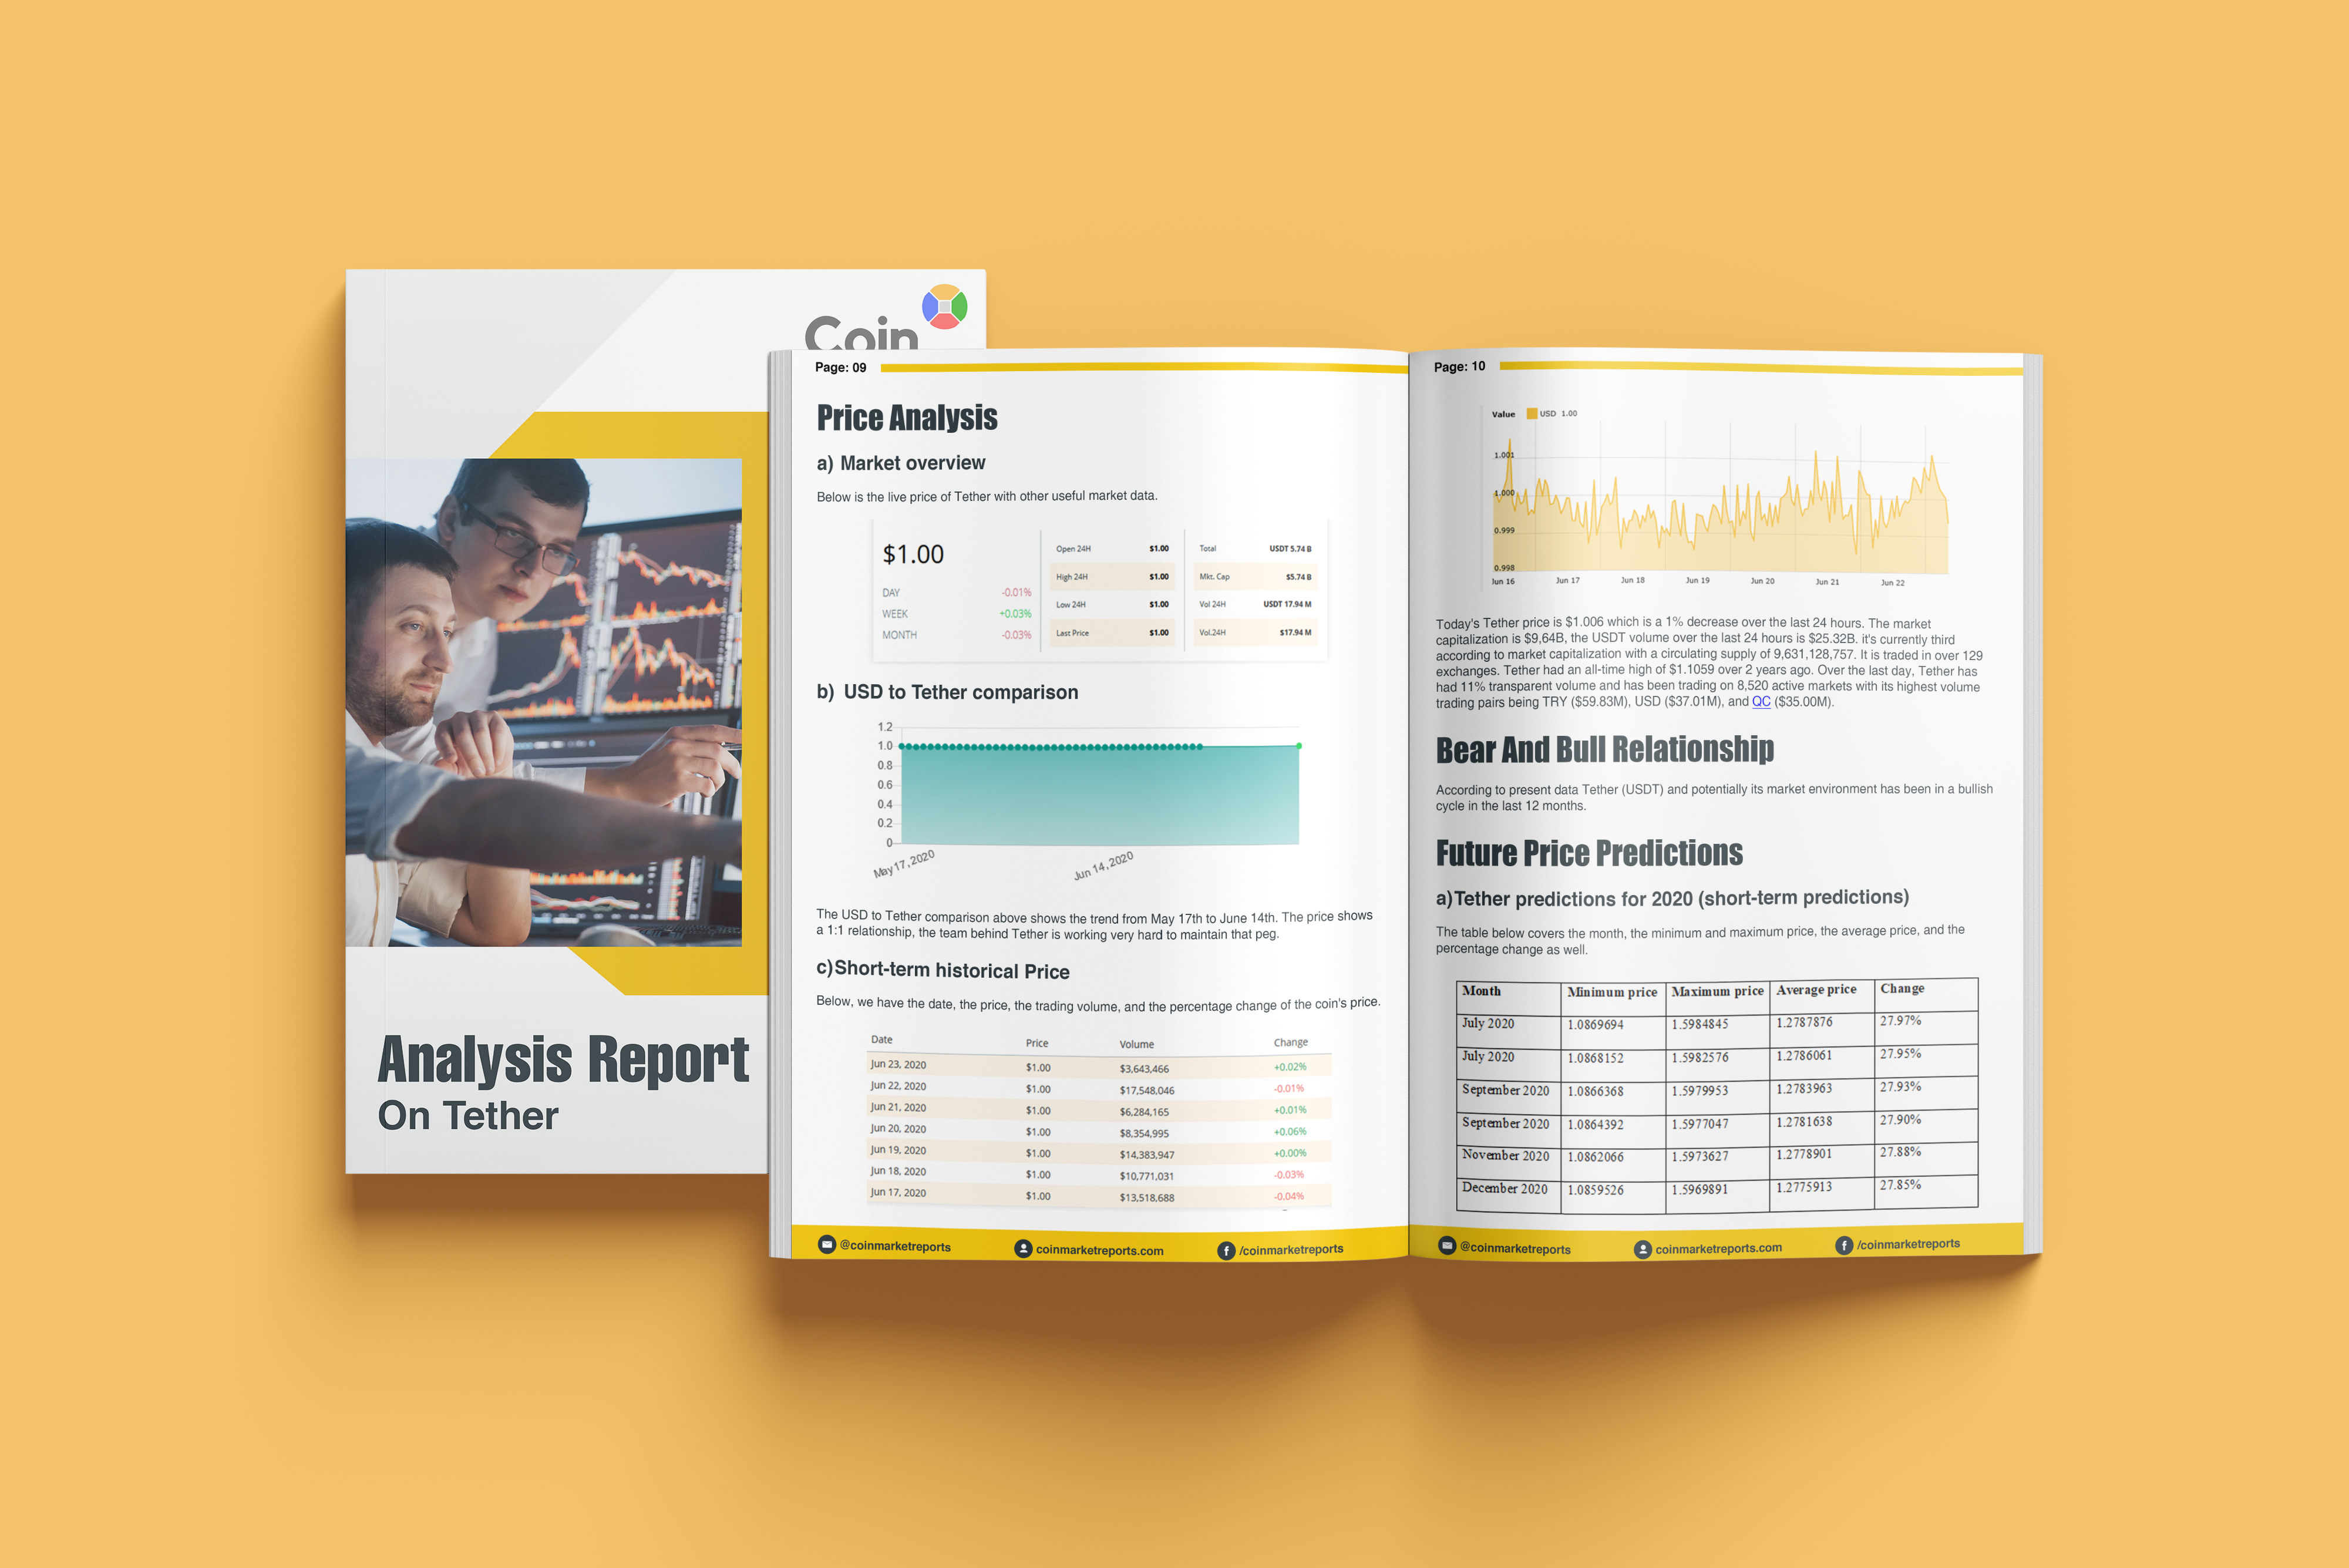 Coin
Analysis Report
On Tether
Page: 09
Price Analysis
a) Market overview
Below is the live price of Tether with other useful market data.
$1.00
DAY -0.01%
WEEK +0.03%
MONTH -0.03%
Open 24H $1.00
High 24H $1.00
Low 24H $1.00
Last Price $1.00
Total USDT 5.74 B
Mkt. Cap $5.74 B
Vol 24H USDT 17.94 M
Vol.24H $17.94 M
b) USD to Tether comparison
1.2
1.0
0.8
0.6
0.4
0.2
0
May 17, 2020 Jun 14, 2020
The USD to Tether comparison above shows the trend from May 17th to June 14th. The price shows
a 1:1 relationship, the team behind Tether is working very hard to maintain that peg.
c)Short-term historical Price
Below, we have the date, the price, the trading volume, and the percentage change of the coin's price.
Date Price Volume Change
Jun 23, 2020 $1.00 $3,643,466 +0.02%
Jun 22, 2020 $1.00 $17,548,046 -0.01%
Jun 21, 2020 $1.00 $6,284,165 +0.01%
Jun 20, 2020 $1.00 $8,354,995 +0.06%
Jun 19, 2020 $1.00 $14,383,947 +0.00%
Jun 18, 2020 $1.00 $10,771,031 -0.03%
Jun 17, 2020 $1.00 $13,518,688 -0.04%
@coinmarketreports coinmarketreports.com /coinmarketreports
Page: 10
Value USD 1.00
1.001
1.000
0.999
0.998
Jun 16 Jun 17 Jun 18 Jun 19 Jun 20 Jun 21 Jun 22
Today's Tether price is $1.006 which is a 1% decrease over the last 24 hours. The market
capitalization is $9,64B, the USDT volume over the last 24 hours is $25.32B. it's currently third
according to market capitalization with a circulating supply of 9,631,128,757. It is traded in over 129
exchanges. Tether had an all-time high of $1.1059 over 2 years ago. Over the last day, Tether has
had 11% transparent volume and has been trading on 8,520 active markets with its highest volume
trading pairs being TRY ($59.83M), USD ($37.01M), and QC ($35.00M).
Bear And Bull Relationship
According to present data Tether (USDT) and potentially its market environment has been in a bullish
cycle in the last 12 months.
Future Price Predictions
a)Tether predictions for 2020 (short-term predictions)
The table below covers the month, the minimum and maximum price, the average price, and the
percentage change as well.
Month Minimum price Maximum price Average price Change
July 2020 1.0869694 1.5984845 1.2787876 27.97%
July 2020 1.0868152 1.5982576 1.2786061 27.95%
September 2020 1.0866368 1.5979953 1.2783963 27.93%
September 2020 1.0864392 1.5977047 1.2781638 27.90%
November 2020 1.0862066 1.5973627 1.2778901 27.88%
December 2020 1.0859526 1.5969891 1.2775913 27.85%
@coinmarketreports coinmarketreports.com /coinmarketreports